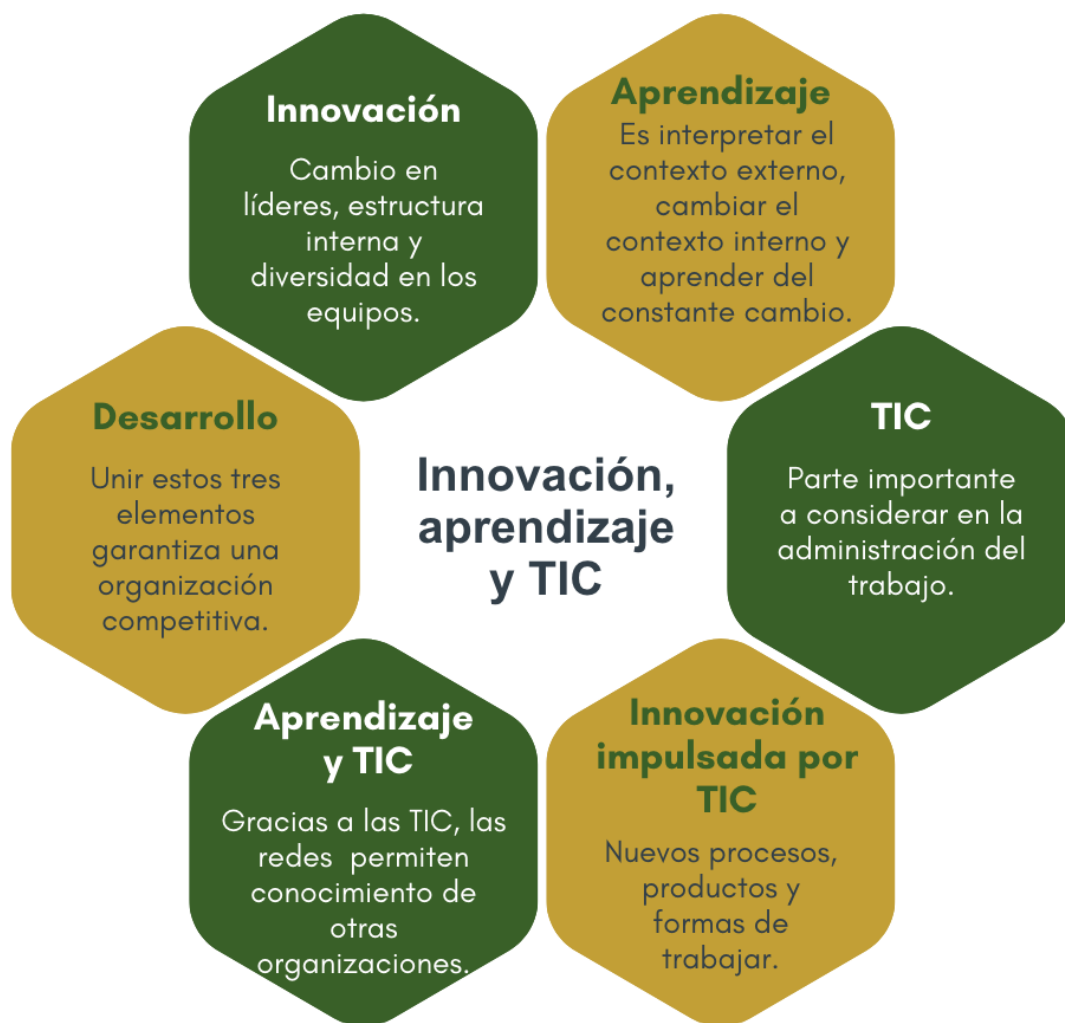 Innovación
Cambio en
líderes, estructura
interna y
diversidad en los
equipos.
Aprendizaje
Es interpretar el
contexto externo,
cambiar el
contexto interno y
aprender del
constante cambio.
Desarrollo
Unir estos tres
elementos
garantiza una
organización
competitiva.
Innovación,
aprendizaje
y TIC
TIC
Parte importante
a considerar en la
administración del
trabajo.
Aprendizaje
y TIC
Gracias a las TIC, las
redes permiten
conocimiento de
otras
organizaciones.
Innovación
impulsada por
TIC
Nuevos procesos,
productos y
formas de
trabajar.